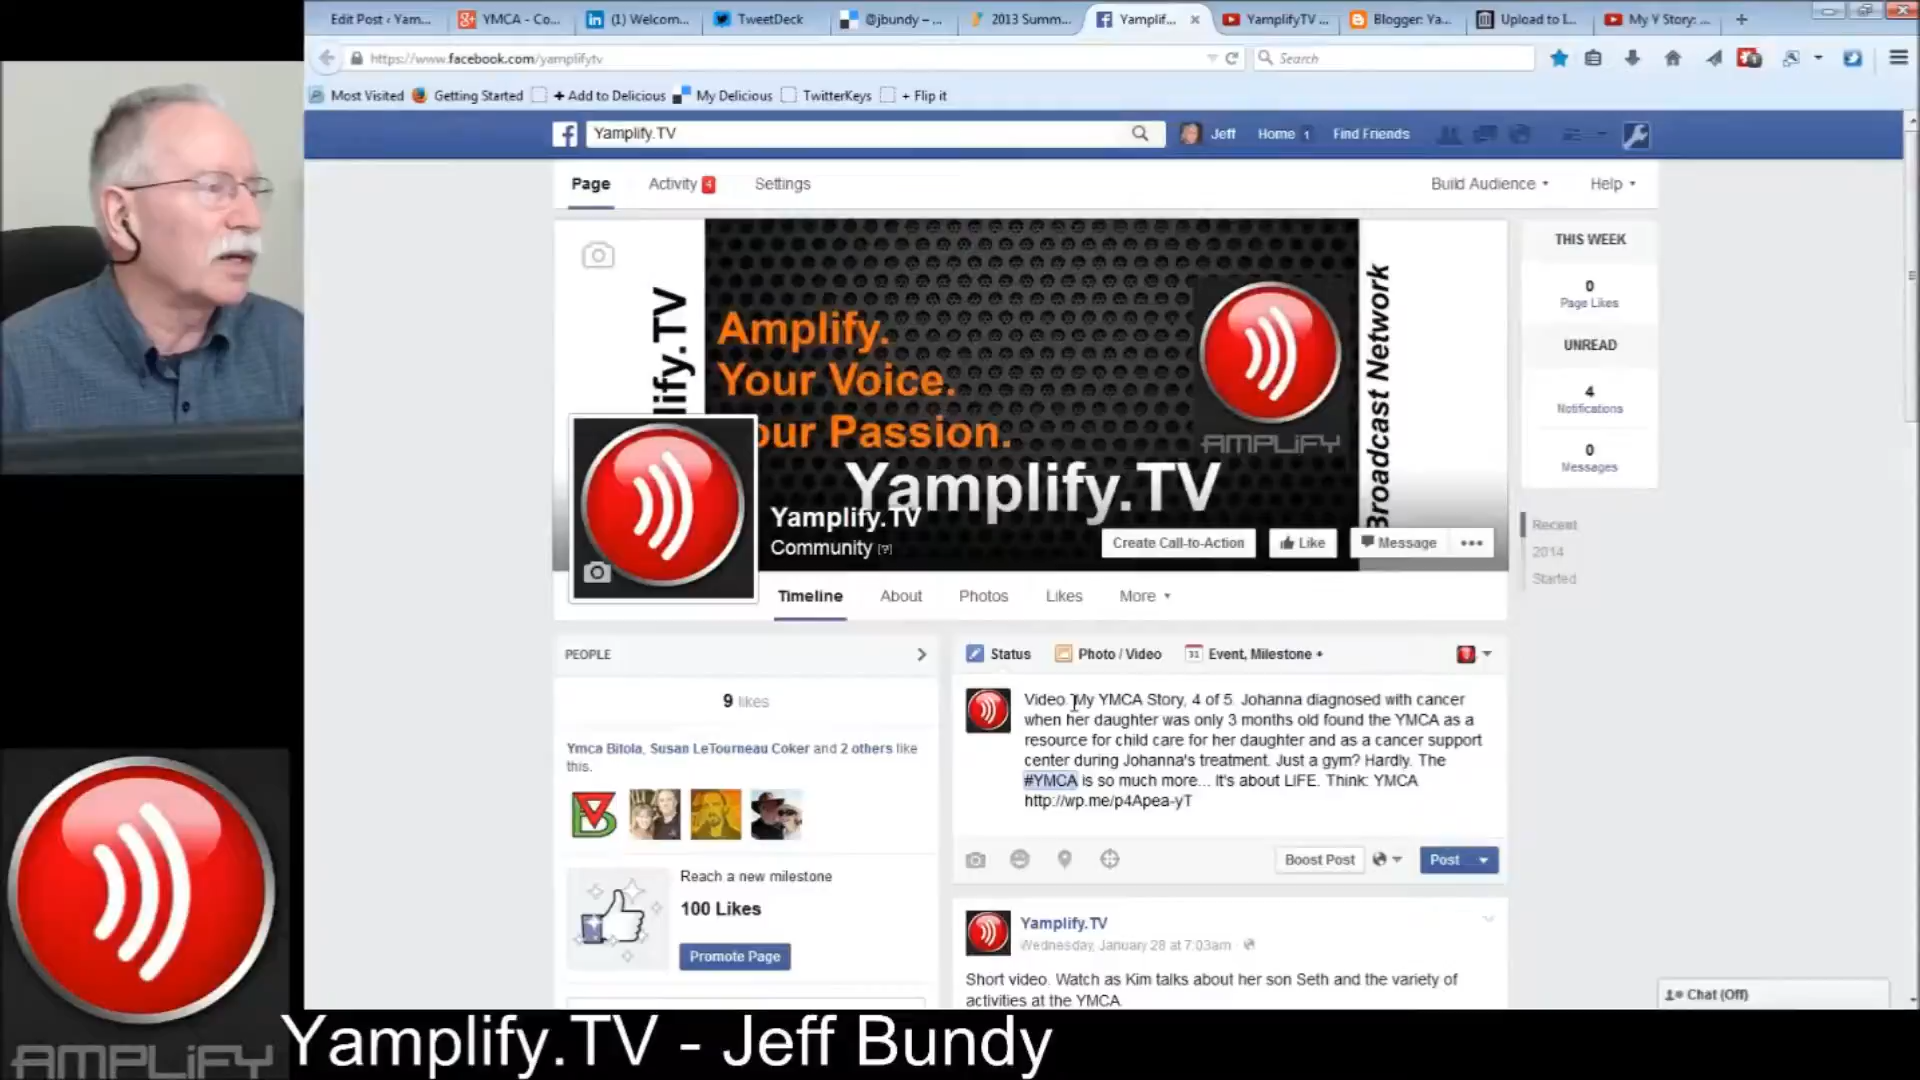 Edit Post ‹ Yam...
YMCA - Co...
(1) Welcom...
TweetDeck
@jbundy – ...
2013 Summ...
Yamplif...
YamplifyTV ...
Blogger: Ya...
Upload to I...
My Y Story: ...
https://www.facebook.com/yamplifytv
Search
Most Visited
Getting Started
+ Add to Delicious
My Delicious
TwitterKeys
+ Flip it
Yamplify.TV
Jeff
Home 1
Find Friends
Page
Activity 4
Settings
Build Audience
Help
lify.TV
Amplify.
Your Voice.
our Passion.
Yamplify.TV
AMPLiFY
Broadcast Network
Yamplify.TV
Community [?]
Create Call-to-Action
Like
Message
•••
THIS WEEK
0
Page Likes
UNREAD
4
Notifications
0
Messages
Recent
2014
Started
Timeline
About
Photos
Likes
More
PEOPLE
9 likes
Ymca Bitola, Susan LeTourneau Coker and 2 others like
this.
Reach a new milestone
100 Likes
Promote Page
Status
Photo / Video
31
Event, Milestone +
Video. My YMCA Story, 4 of 5. Johanna diagnosed with cancer
when her daughter was only 3 months old found the YMCA as a
resource for child care for her daughter and as a cancer support
center during Johanna's treatment. Just a gym? Hardly. The
#YMCA is so much more... It's about LIFE. Think: YMCA
http://wp.me/p4Apea-yT
Boost Post
Post
Yamplify.TV
Wednesday, January 28 at 7:03am
Short video. Watch as Kim talks about her son Seth and the variety of
activities at the YMCA.
Chat (Off)
AMPLiFY
Yamplify.TV - Jeff Bundy